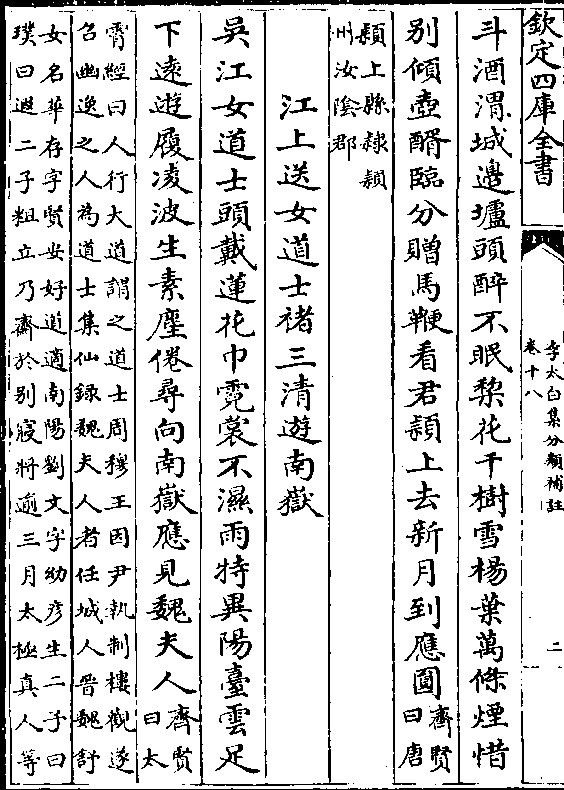 欽定四庫全書
李太白集分類補註
卷十八
二
斗酒渭城邊壚頭醉不眠棃花千樹雪楊葉萬條煙惜
别傾壺醑臨分贈馬鞭看君潁上去新月到應圓
齊賢
曰唐
潁上縣隸潁
州汝陰郡
江上送女道士褚三清遊南嶽
吳江女道士頭戴蓮花巾霓裳不濕雨特異陽臺雲足
下遠遊履凌波生素塵倦尋向南嶽應見魏夫人
齊賢
曰太
霄經曰人行大道謂之道士周穆王因尹執制樓觀遂
召幽逸之人為道士集仙録魏夫人者任城人晉魏舒
女名華存字賢安好道適南陽劉文字幼彦生二子曰
璞曰遐二子粗立乃齋於别寢將逾三月太極真人等